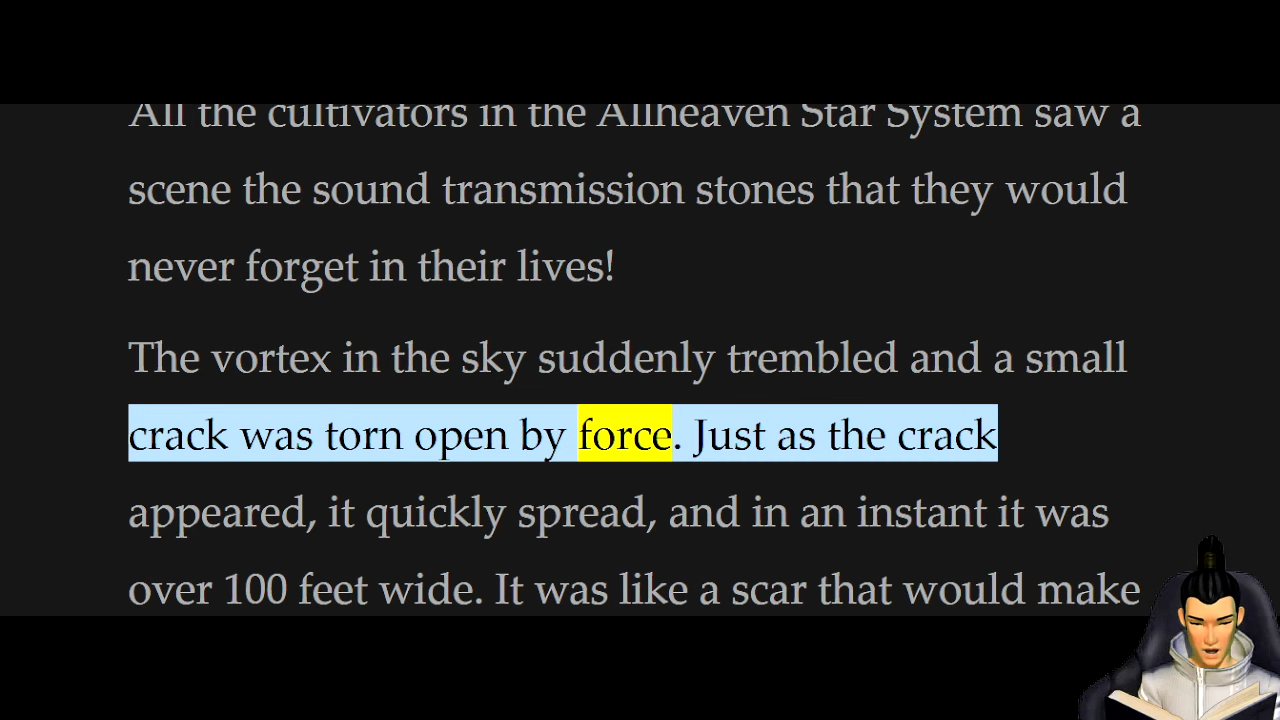 All the cultivators in the Allheaven Star System saw a
scene the sound transmission stones that they would
never forget in their lives!
The vortex in the sky suddenly trembled and a small
crack was torn open by force. Just as the crack
appeared, it quickly spread, and in an instant it was
over 100 feet wide. It was like a scar that would make